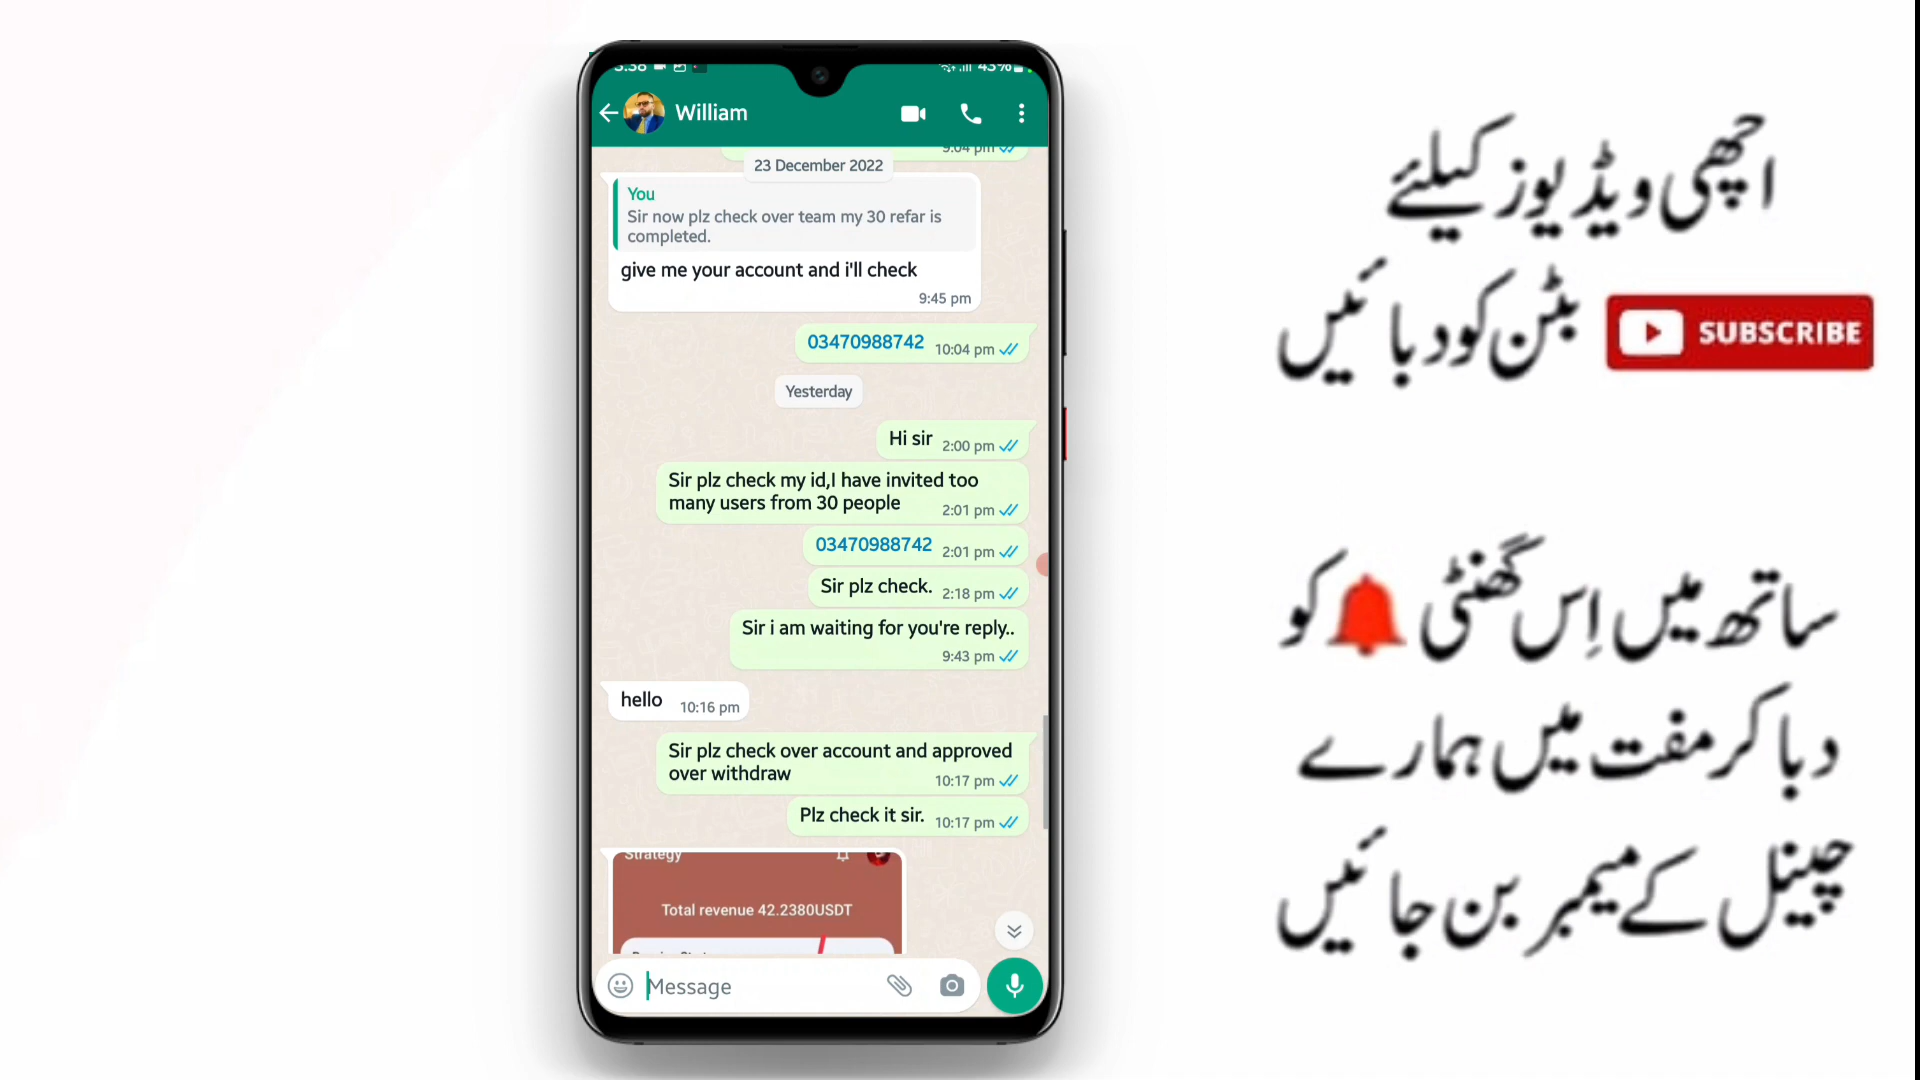 William
9:04 pm
23 December 2022
You
Sir now plz check over team my 30 refar is
completed.
give me your account and i'll check
9:45 pm
03470988742 10:04 pm
Yesterday
Hi sir 2:00 pm
Sir plz check my id,I have invited too
many users from 30 people 2:01 pm
03470988742 2:01 pm
Sir plz check. 2:18 pm
Sir i am waiting for you're reply..
9:43 pm
hello 10:16 pm
Sir plz check over account and approved
over withdraw 10:17 pm
Plz check it sir. 10:17 pm
Strategy
Total revenue 42.2380USDT
Message
اچھی ویڈیوز کیلئے
SUBSCRIBE بٹن کو دبائیں
ساتھ میں اِس گھنٹی کو
دبا کر مفت میں ہمارے
چینل کے میمبر بن جائیں